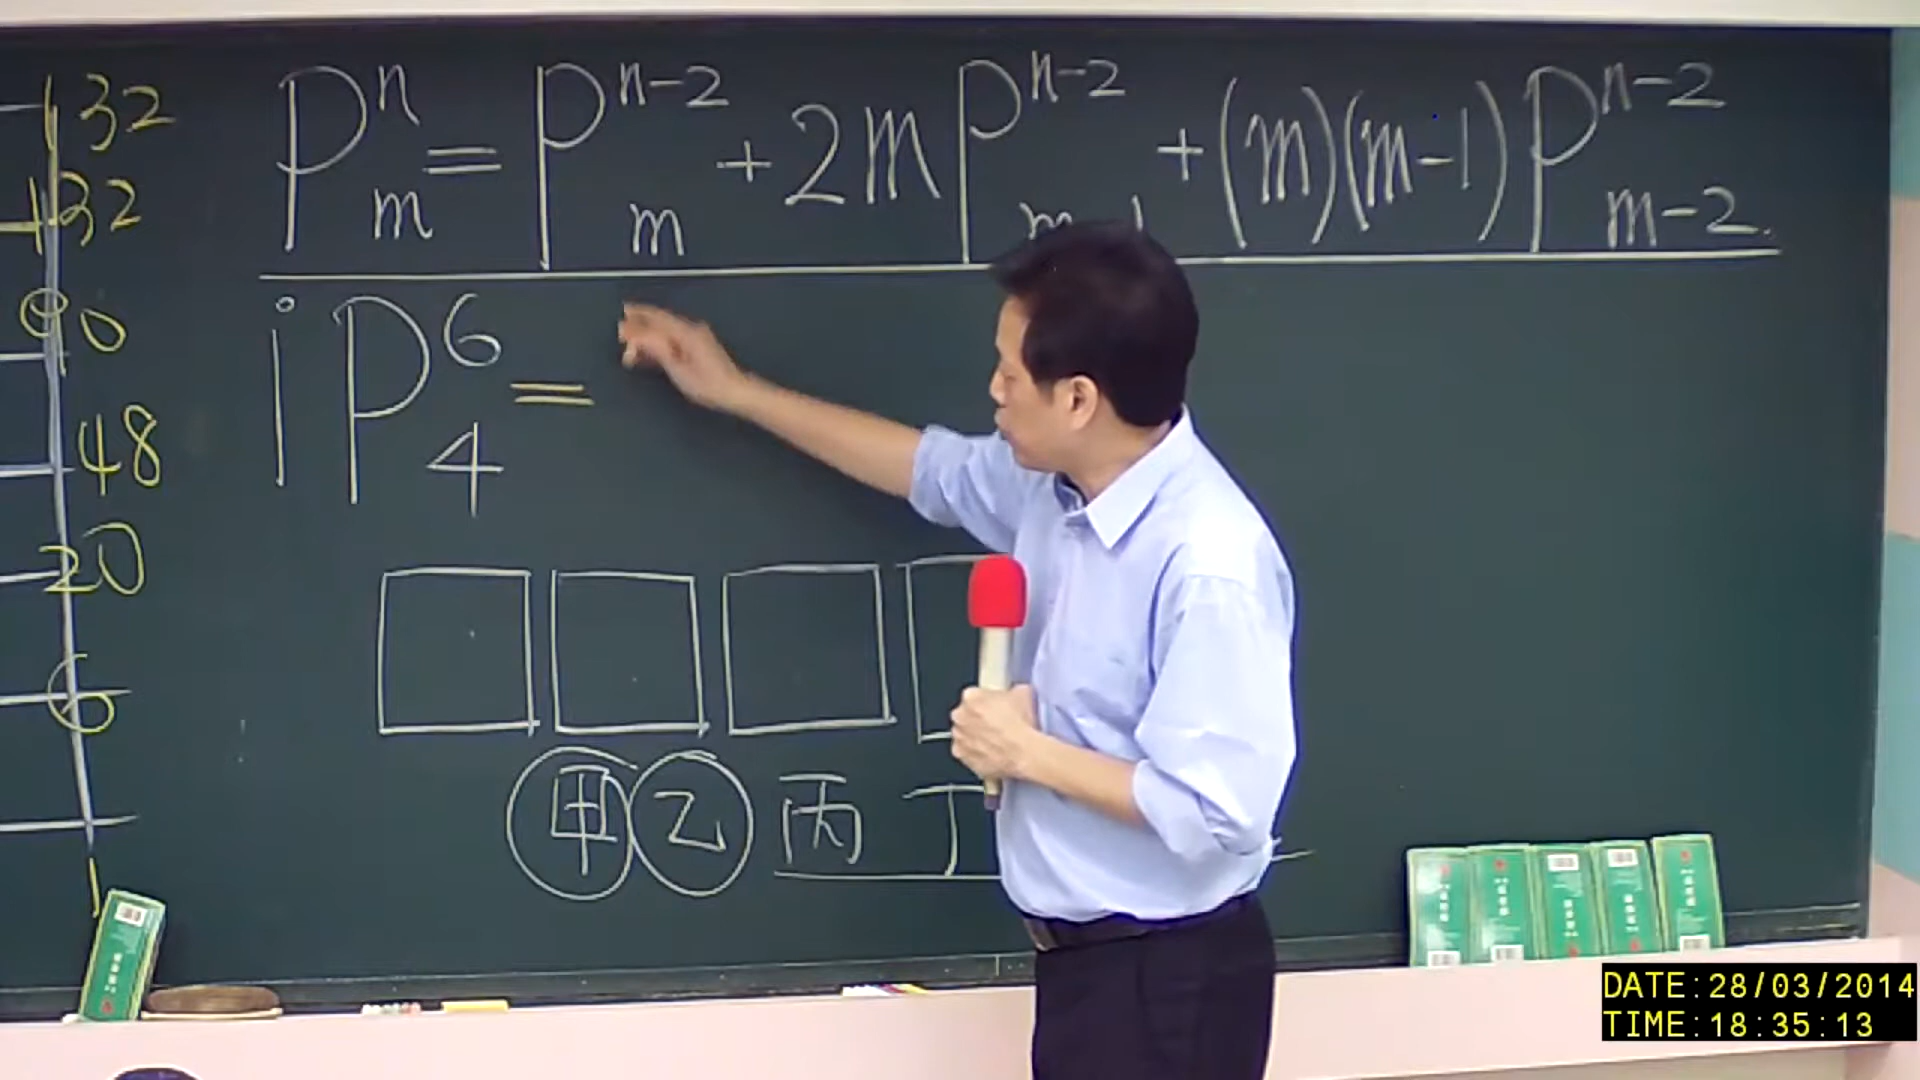 132
132
90
48
20
6
1
P^n_m = P^{n-2}_m + 2m P^{n-2}_{m-1} + (m)(m-1) P^{n-2}_{m-2}.
i P^6_4 =
甲 乙 丙 丁
DATE:28/03/2014
TIME:18:35:13